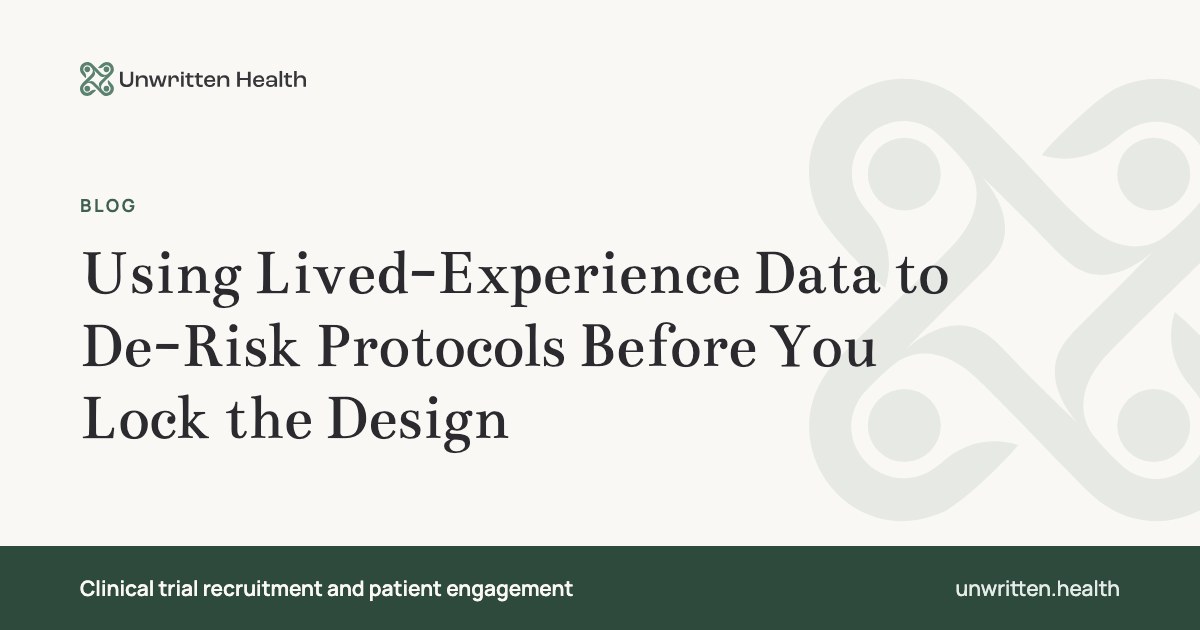 Unwritten Health
BLOG
Using Lived-Experience Data to
De-Risk Protocols Before You
Lock the Design
Clinical trial recruitment and patient engagement
unwritten.health